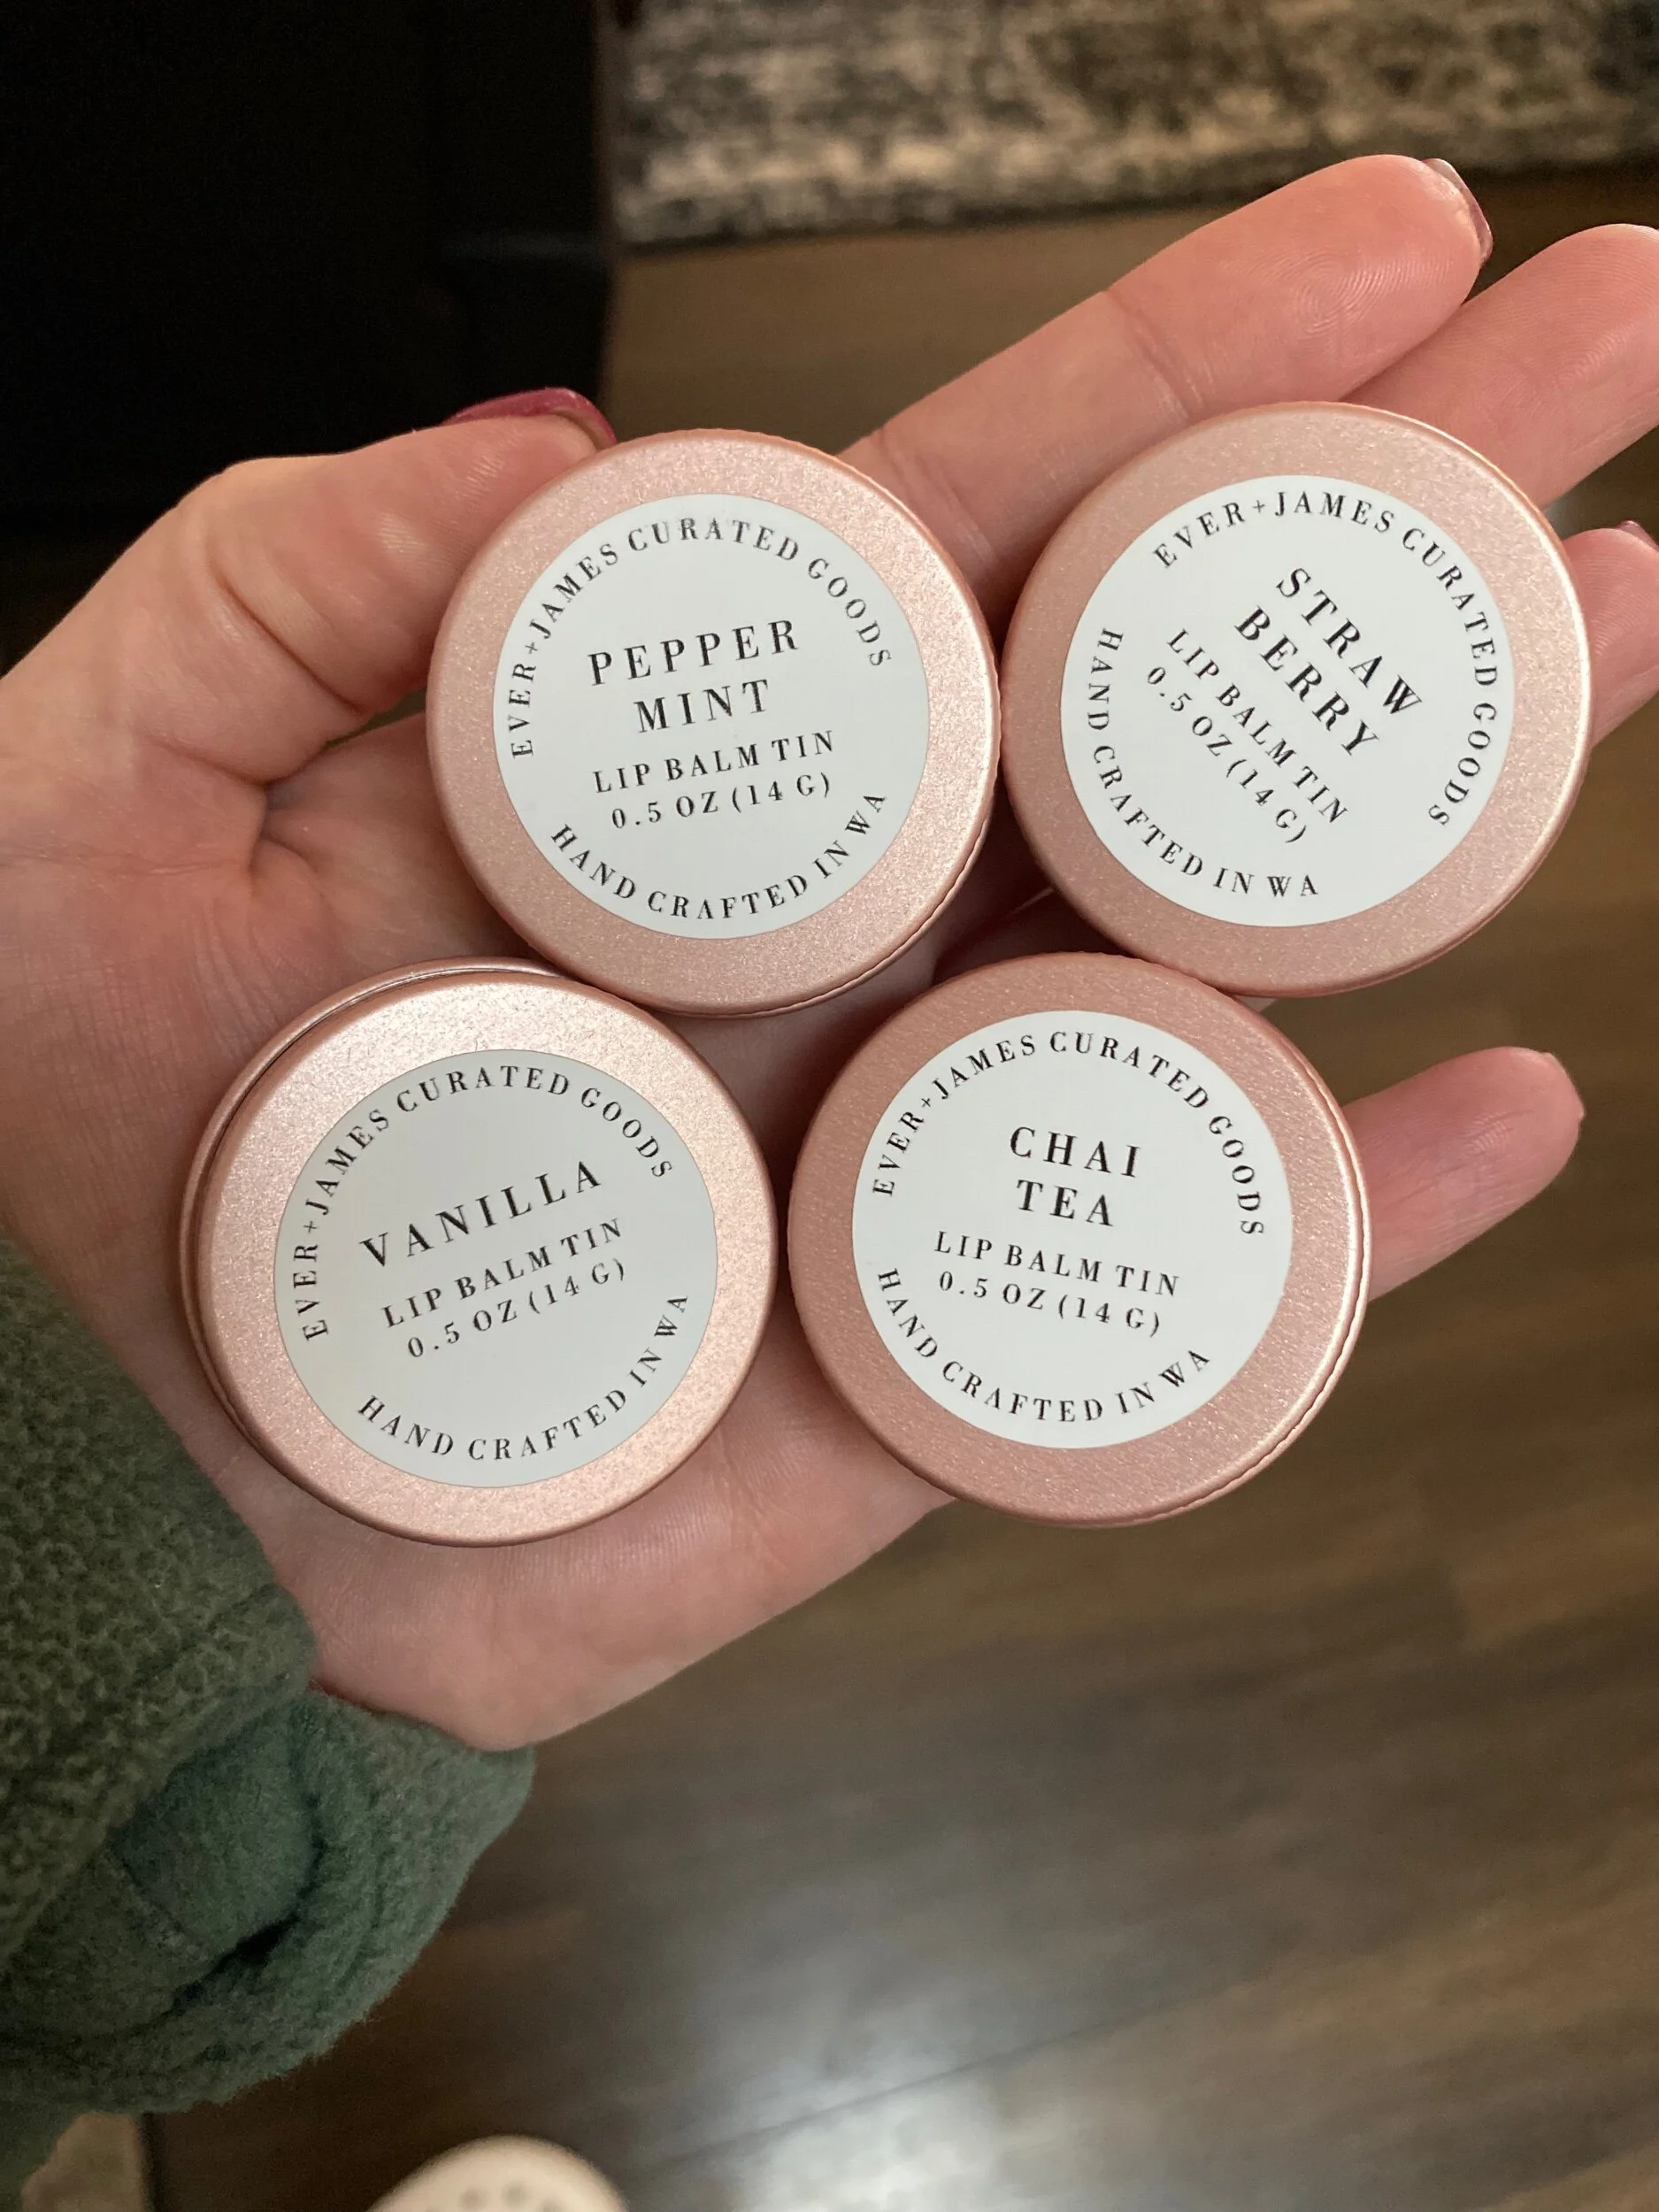 EVER+JAMES CURATED GOODS
PEPPER
MINT
LIP BALM TIN
0.5 OZ (14 G)
HAND CRAFTED IN WA
EVER+JAMES CURATED GOODS
STRAW
BERRY
LIP BALM TIN
0.5 OZ (14 G)
HAND CRAFTED IN WA
EVER+JAMES CURATED GOODS
VANILLA
LIP BALM TIN
0.5 OZ (14 G)
HAND CRAFTED IN WA
EVER+JAMES CURATED GOODS
CHAI
TEA
LIP BALM TIN
0.5 OZ (14 G)
HAND CRAFTED IN WA